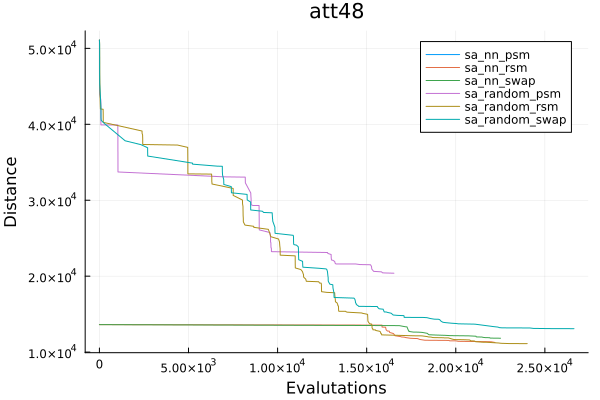 att48
Distance
5.0×10⁴
4.0×10⁴
3.0×10⁴
2.0×10⁴
1.0×10⁴
sa_nn_psm
sa_nn_rsm
sa_nn_swap
sa_random_psm
sa_random_rsm
sa_random_swap
0 5.00×10³ 1.00×10⁴ 1.50×10⁴ 2.00×10⁴ 2.50×10⁴
Evalutations